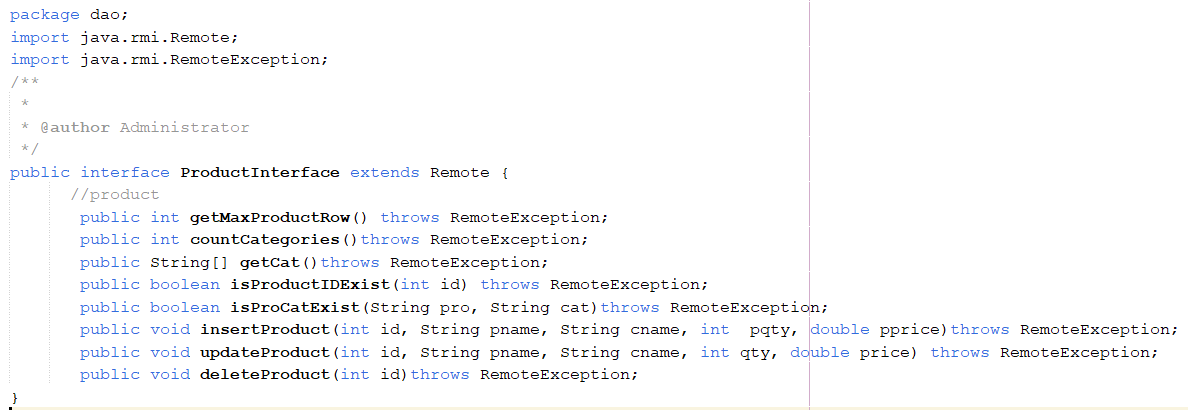 package dao;
import java.rmi.Remote;
import java.rmi.RemoteException;
/**
 *
 * @author Administrator
 */
public interface ProductInterface extends Remote {
      //product
       public int getMaxProductRow() throws RemoteException;
       public int countCategories()throws RemoteException;
       public String[] getCat()throws RemoteException;
       public boolean isProductIDExist(int id) throws RemoteException;
       public boolean isProCatExist(String pro, String cat)throws RemoteException;
       public void insertProduct(int id, String pname, String cname, int  pqty, double pprice)throws RemoteException;
       public void updateProduct(int id, String pname, String cname, int qty, double price) throws RemoteException;
       public void deleteProduct(int id)throws RemoteException;
}